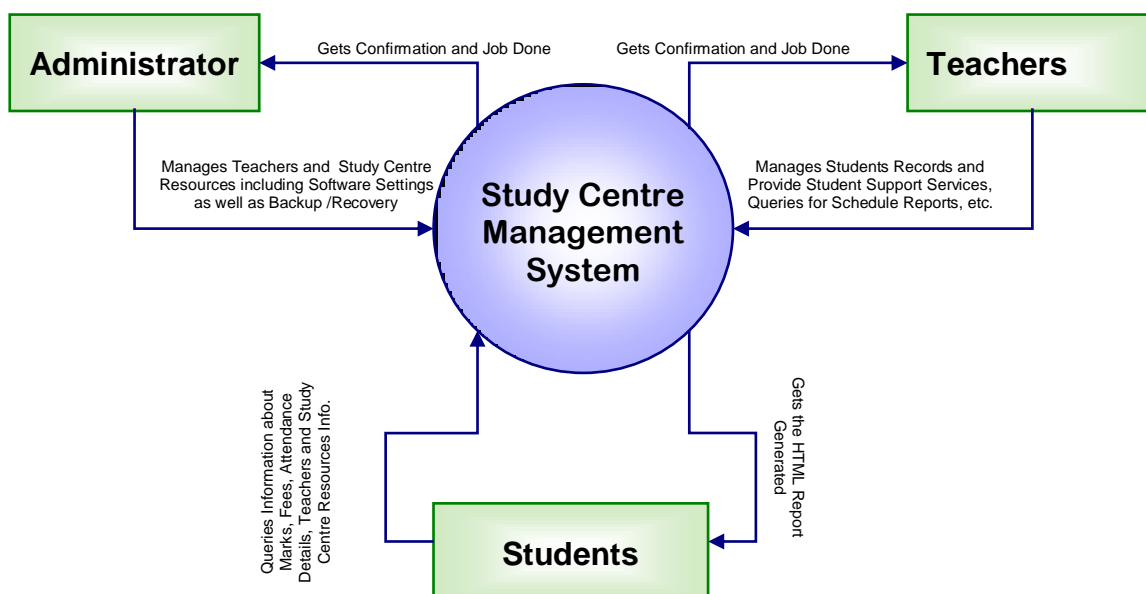 Gets Confirmation and Job Done
Gets Confirmation and Job Done
Administrator
Teachers
Manages Teachers and Study Centre
Resources including Software Settings
as well as Backup /Recovery
Manages Students Records and
Provide Student Support Services,
Queries for Schedule Reports, etc.
Study Centre
Management
System
Queries Information about
Marks, Fees, Attendance
Details, Teachers and Study
Centre Resources Info.
Gets the HTML Report
Generated
Students